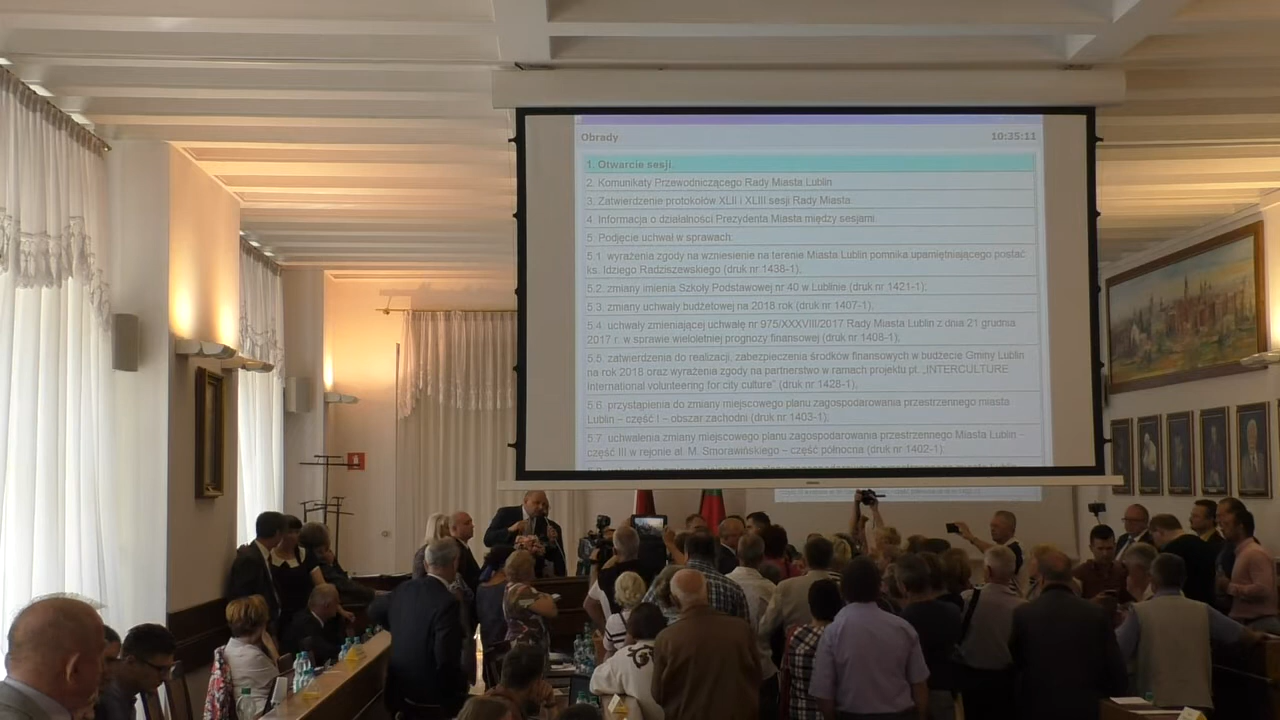 Obrady 10:35:11
1. Otwarcie sesji.
2. Komunikaty Przewodniczącego Rady Miasta Lublin
3. Zatwierdzenie protokołów XLII i XLIII sesji Rady Miasta
4. Informacja o działalności Prezydenta Miasta między sesjami.
5. Podjęcie uchwał w sprawach:
5.1. wyrażenia zgody na wzniesienie na terenie Miasta Lublin pomnika upamiętniającego postać
ks. Idziego Radziszewskiego (druk nr 1438-1),
5.2. zmiany imienia Szkoły Podstawowej nr 40 w Lublinie (druk nr 1421-1);
5.3. zmiany uchwały budżetowej na 2018 rok (druk nr 1407-1),
5.4. uchwały zmieniającej uchwałę nr 975/XXXVIII/2017 Rady Miasta Lublin z dnia 21 grudnia
2017 r. w sprawie wieloletniej prognozy finansowej (druk nr 1408-1),
5.5. zatwierdzenia do realizacji, zabezpieczenia środków finansowych w budżecie Gminy Lublin
na rok 2018 oraz wyrażenia zgody na partnerstwo w ramach projektu pt. „INTERCULTURE
International volunteering for city culture" (druk nr 1428-1),
5.6. przystąpienia do zmiany miejscowego planu zagospodarowania przestrzennego miasta
Lublin – część I – obszar zachodni (druk nr 1403-1),
5.7. uchwalenia zmiany miejscowego planu zagospodarowania przestrzennego Miasta Lublin –
część III w rejonie al. M. Smorawińskiego – część północna (druk nr 1402-1)